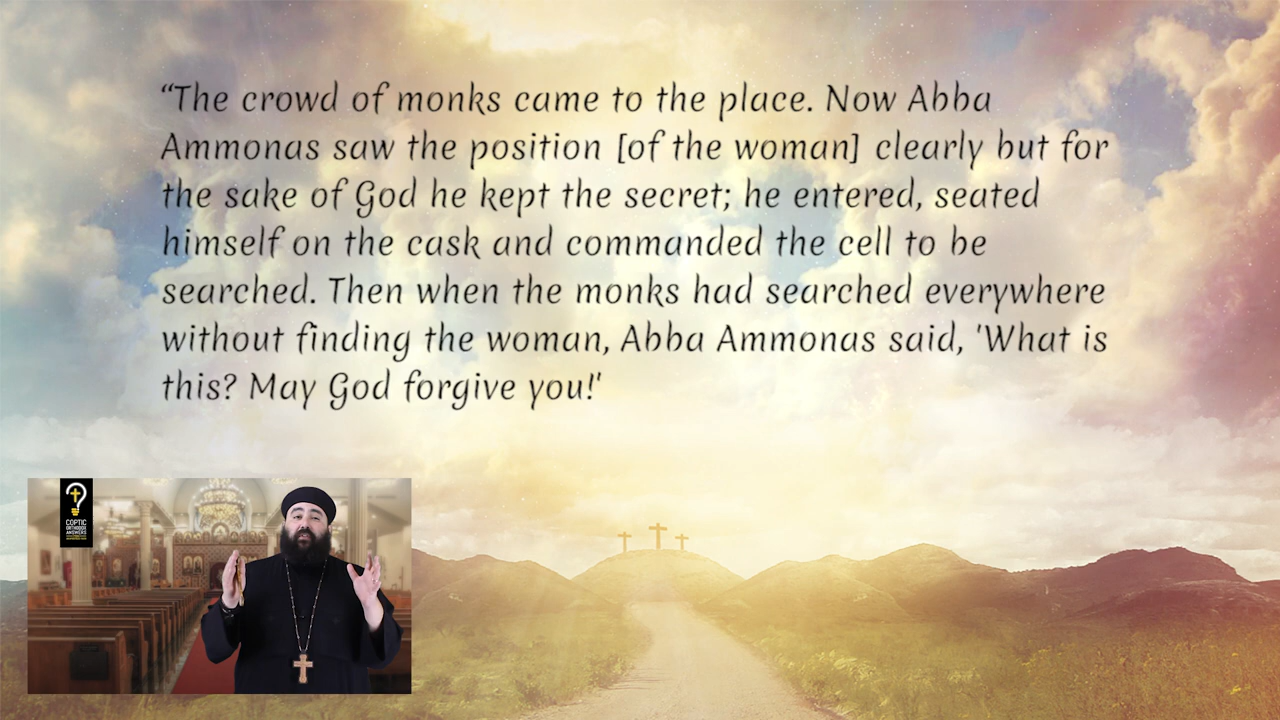 “The crowd of monks came to the place. Now Abba
Ammonas saw the position [of the woman] clearly but for
the sake of God he kept the secret; he entered, seated
himself on the cask and commanded the cell to be
searched. Then when the monks had searched everywhere
without finding the woman, Abba Ammonas said, 'What is
this? May God forgive you!'
COPTIC
ORTHODOX
ANSWERS